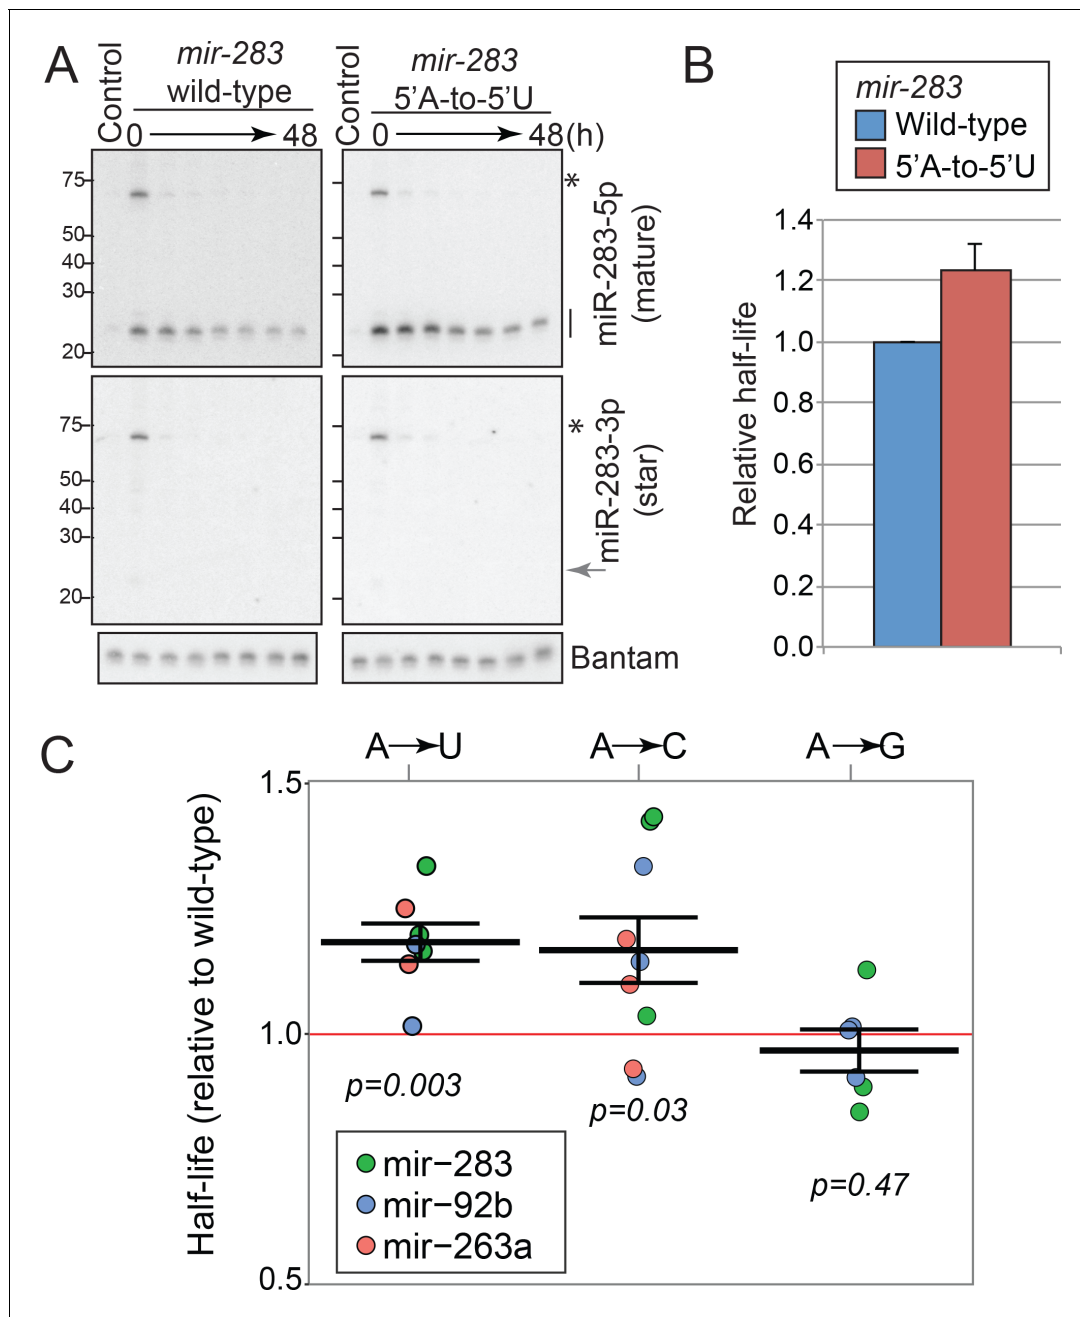 A
Control
mir-283
wild-type
0 48
Control
mir-283
5'A-to-5'U
0 48(h)
75
50
40
30
20
*
miR-283-5p
(mature)
75
50
40
30
20
*
miR-283-3p
(star)
Bantam
B
mir-283
Wild-type
5'A-to-5'U
Relative half-life
1.4
1.2
1.0
0.8
0.6
0.4
0.2
0.0
C
A→U
A→C
A→G
Half-life (relative to wild-type)
1.5
1.0
0.5
p=0.003
p=0.03
p=0.47
mir−283
mir−92b
mir−263a